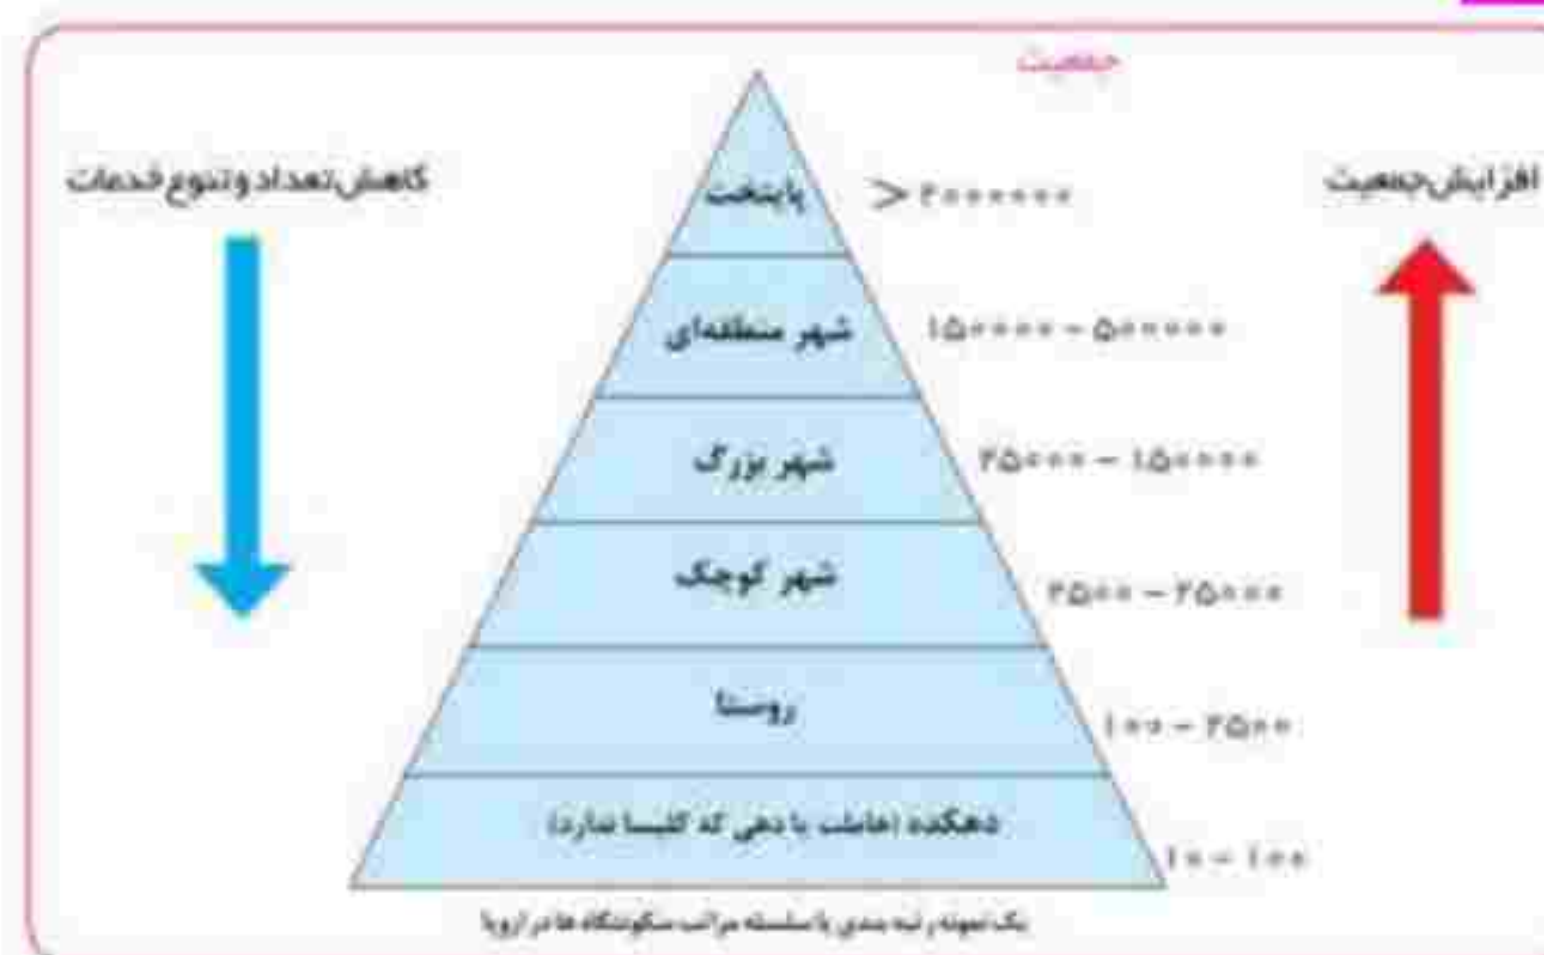 جمعیت
افزایش جمعیت
کاهش تعداد و تنوع خدمات
پایتخت
> ۲۰۰۰۰۰۰
شهر منطقه‌ای
۱۵۰۰۰۰ – ۵۰۰۰۰۰
شهر بزرگ
۲۵۰۰۰ – ۱۵۰۰۰۰
شهر کوچک
۲۵۰۰ – ۲۵۰۰۰
روستا
۱۰۰ – ۲۵۰۰
دهکده (هاملت یا دهی که کلیسا ندارد)
۱۰ – ۱۰۰
یک نمونه رتبه بندی یا سلسله مراتب سکونتگاه ها در اروپا